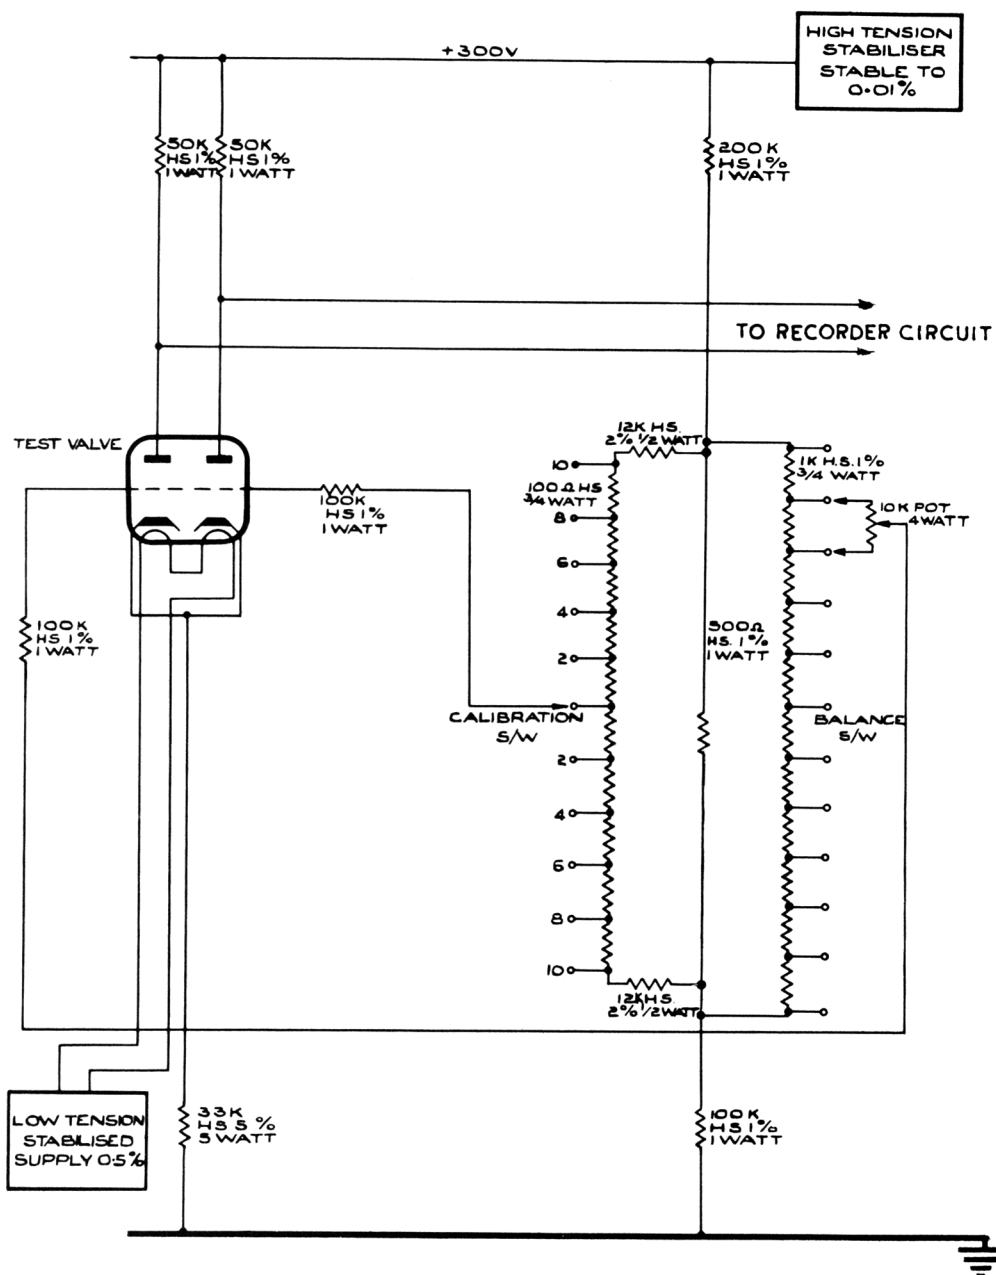 +300V
HIGH TENSION
STABILISER
STABLE TO
0·01%
50K
HS 1%
1 WATT
50K
HS 1%
1 WATT
200K
HS 1%
1 WATT
TO RECORDER CIRCUIT
TEST VALVE
100K
HS 1%
1 WATT
12K HS.
2% 1/2 WATT
10
100Ω HS
3/4 WATT
8
6
4
2
CALIBRATION
S/W
2
4
6
8
10
1K H.S. 1%
3/4 WATT
10K POT
4WATT
500Ω
HS. 1%
1 WATT
BALANCE
S/W
100K
HS 1%
1 WATT
12K HS.
2% 1/2 WATT
LOW TENSION
STABILISED
SUPPLY 0·5%
33K
HS 5 %
5 WATT
100K
HS 1%
1 WATT